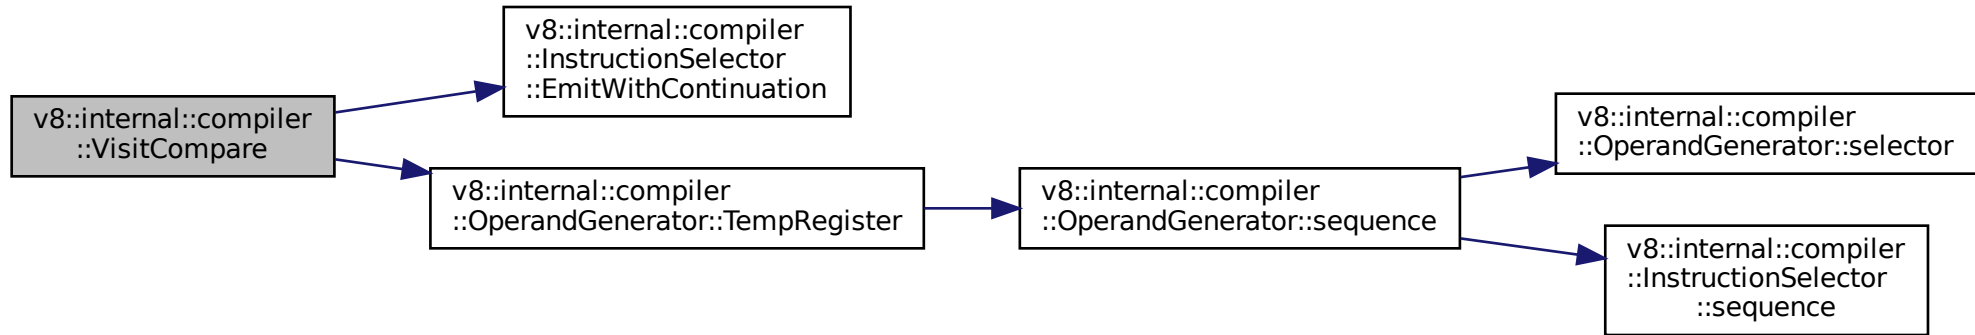 v8::internal::compiler
::VisitCompare
v8::internal::compiler
::InstructionSelector
::EmitWithContinuation
v8::internal::compiler
::OperandGenerator::TempRegister
v8::internal::compiler
::OperandGenerator::sequence
v8::internal::compiler
::OperandGenerator::selector
v8::internal::compiler
::InstructionSelector
::sequence